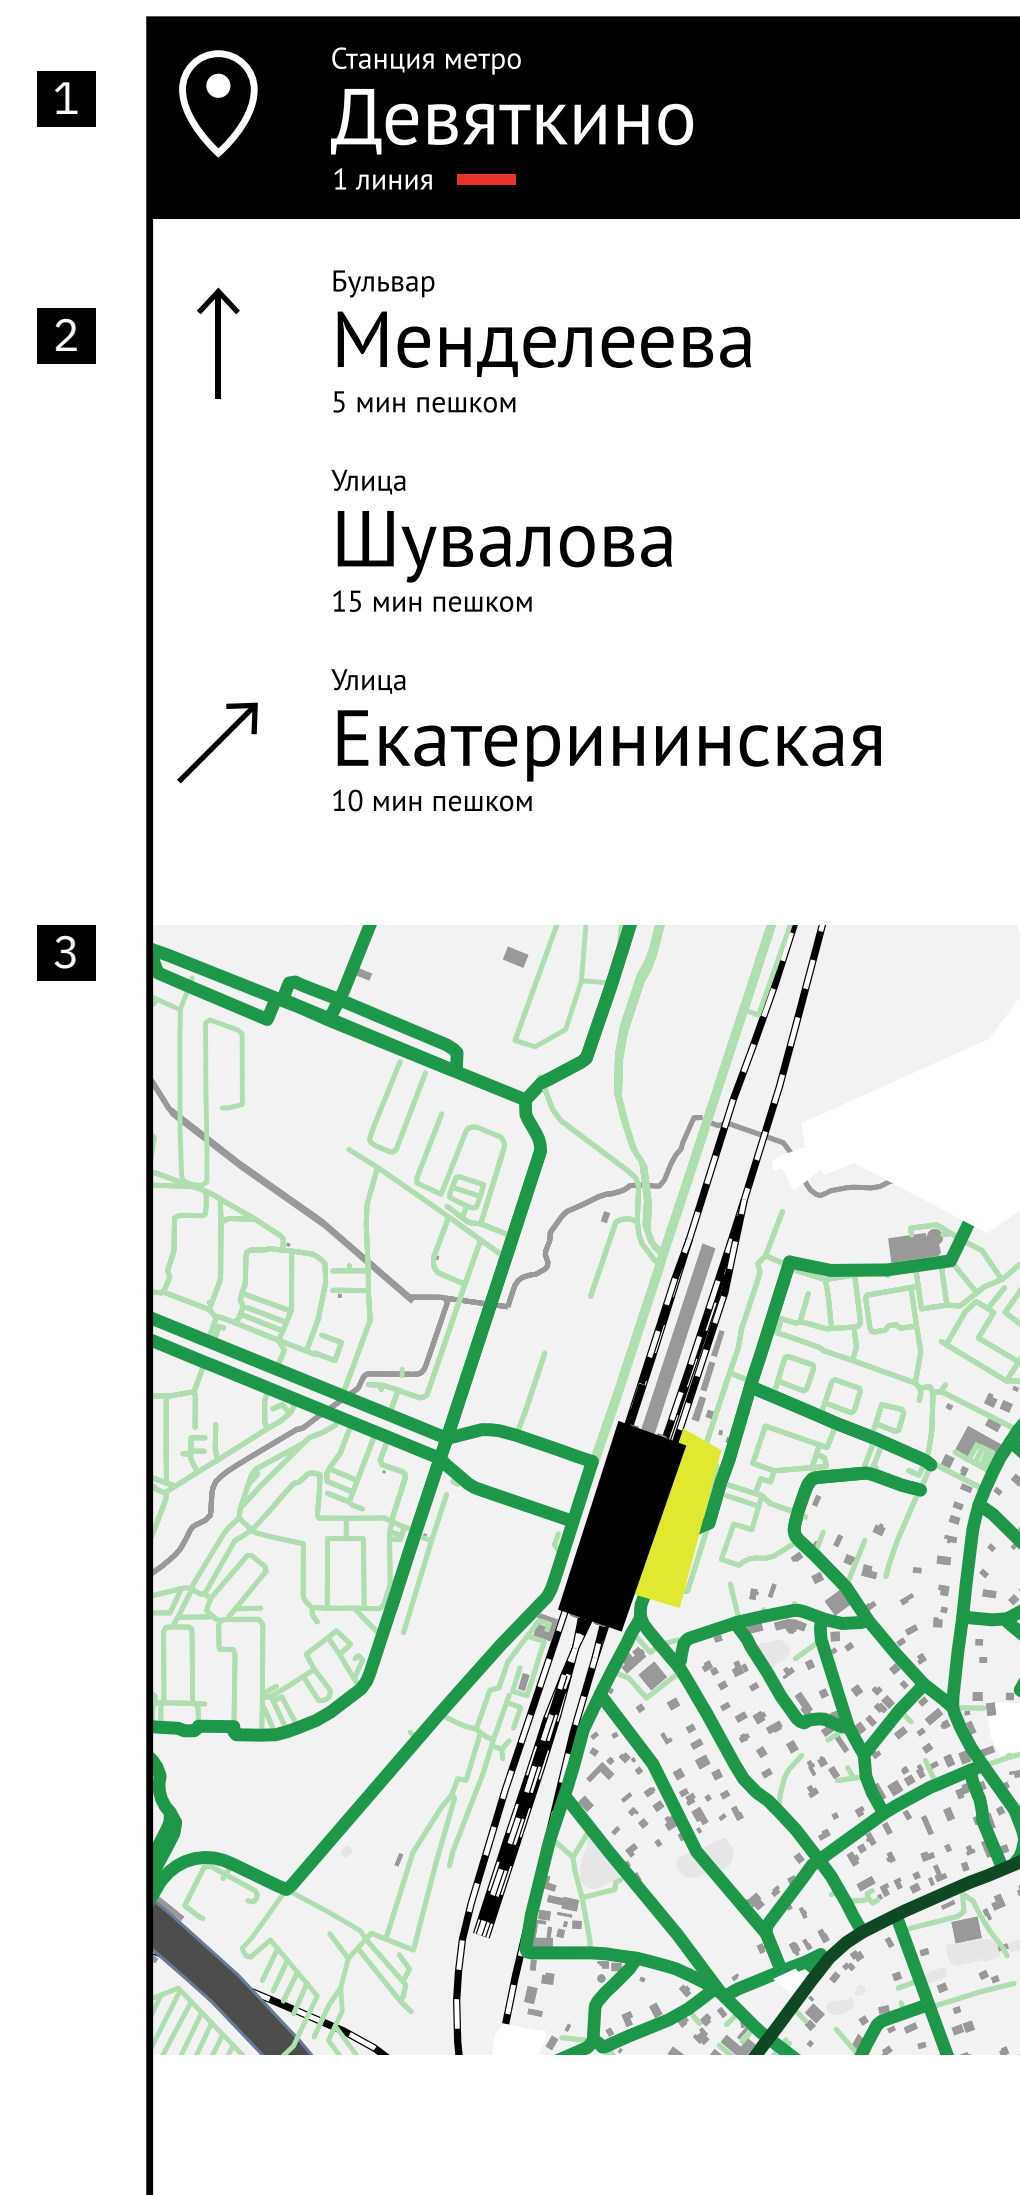 1
Станция метро
Девяткино
1 линия
2
Бульвар
Менделеева
5 мин пешком
Улица
Шувалова
15 мин пешком
Улица
Екатерининская
10 мин пешком
3